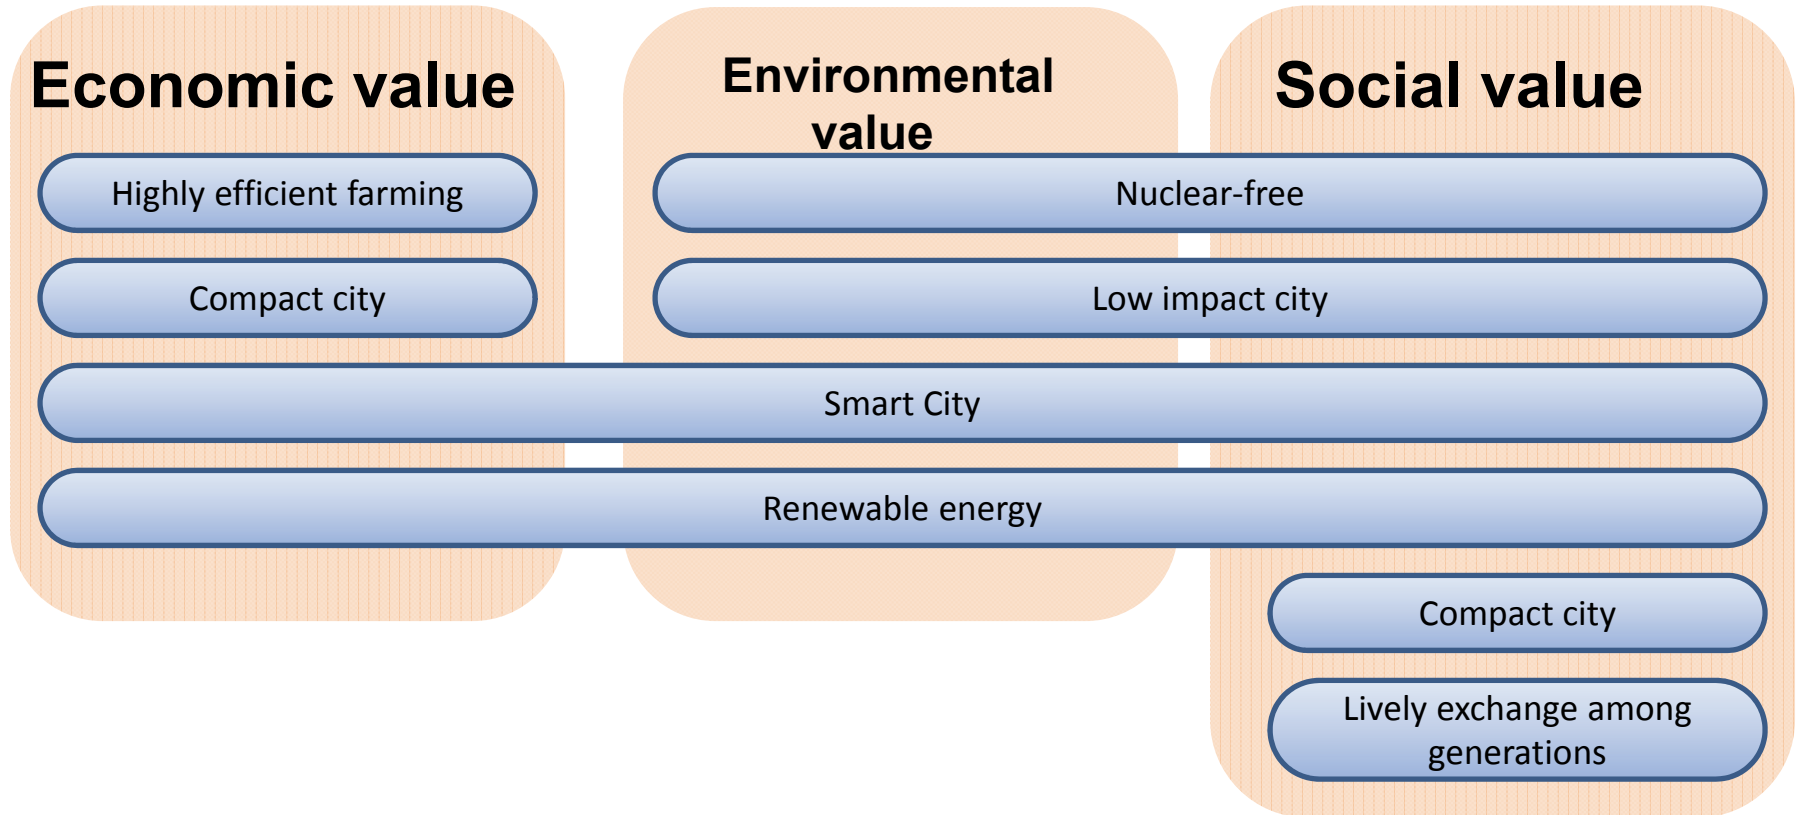 Economic value
Environmental
value
Social value
Highly efficient farming
Nuclear-free
Compact city
Low impact city
Smart City
Renewable energy
Compact city
Lively exchange among
generations